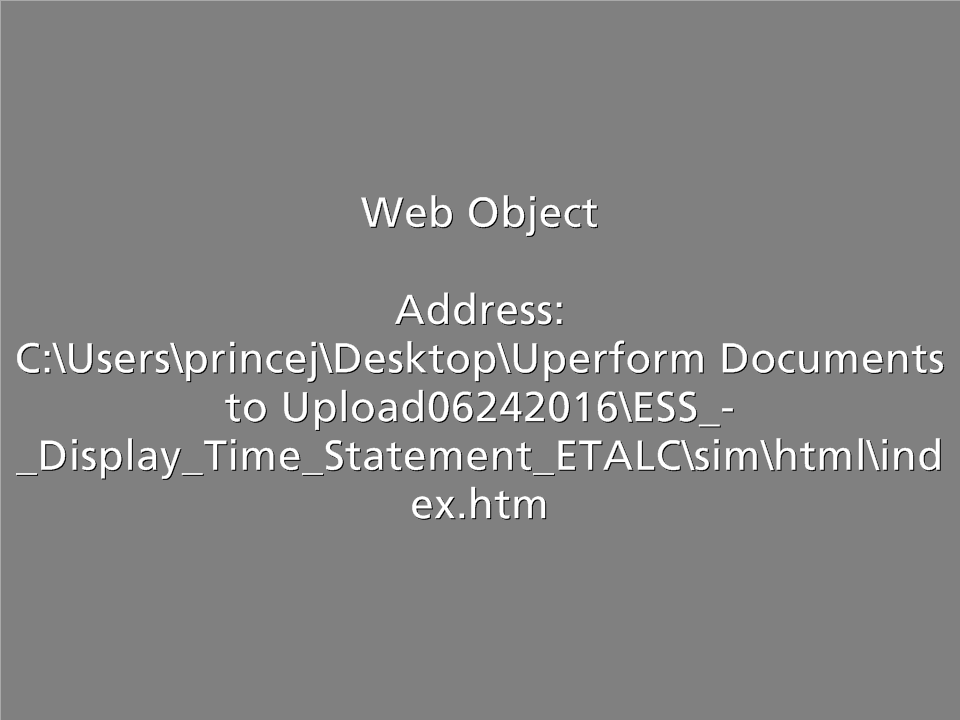 Web Object
Address:
C:\Users\princej\Desktop\Uperform Documents
to Upload06242016\ESS_-
_Display_Time_Statement_ETALC\sim\html\ind
ex.htm